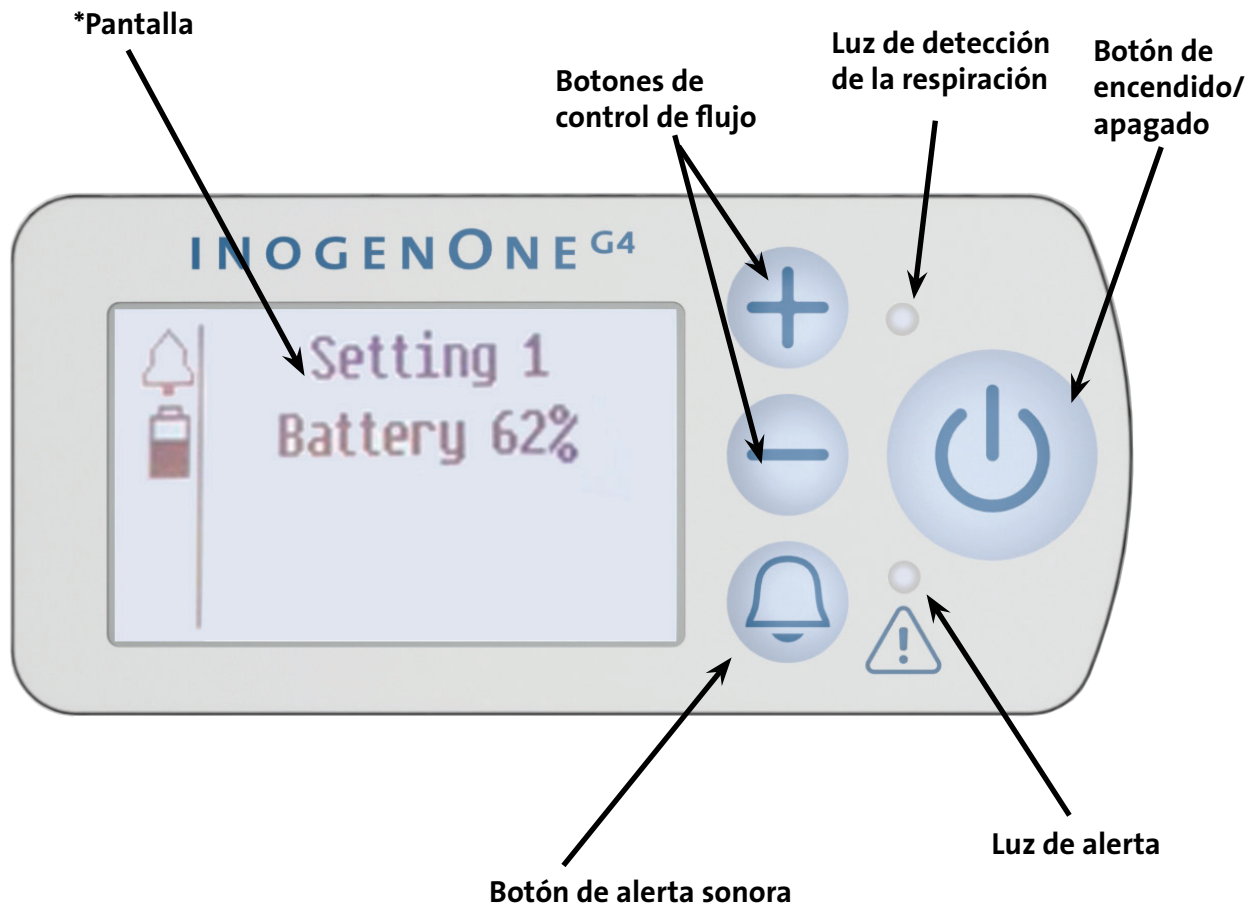 *Pantalla
Botones de
control de flujo
Luz de detección
de la respiración
Botón de
encendido/
apagado
INOGENONE G4
Setting 1
Battery 62%
Luz de alerta
Botón de alerta sonora